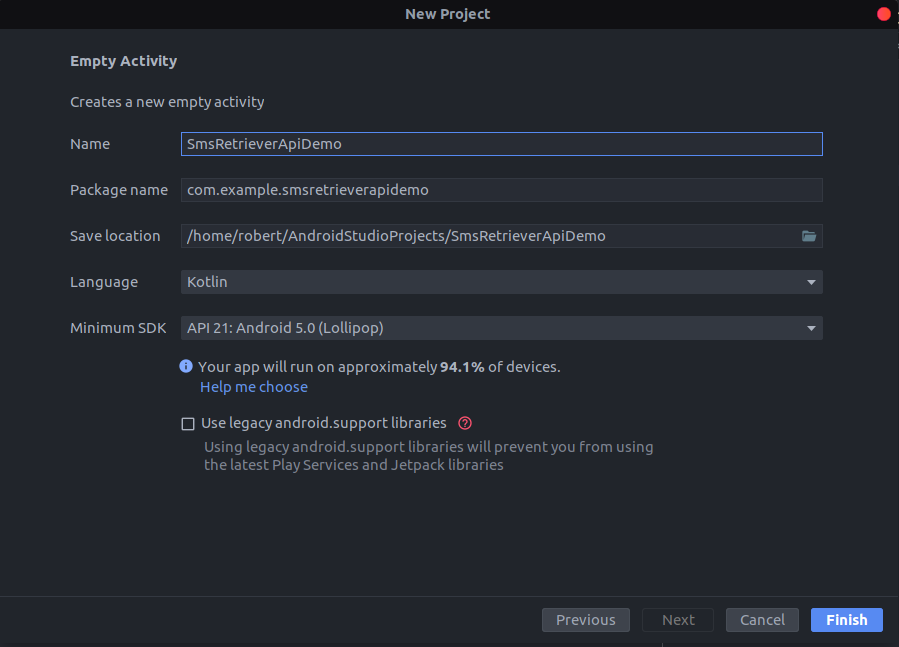 New Project
Empty Activity
Creates a new empty activity
Name SmsRetrieverApiDemo
Package name com.example.smsretrieverapidemo
Save location /home/robert/AndroidStudioProjects/SmsRetrieverApiDemo
Language Kotlin
Minimum SDK API 21: Android 5.0 (Lollipop)
Your app will run on approximately 94.1% of devices.
Help me choose
Use legacy android.support libraries
Using legacy android.support libraries will prevent you from using
the latest Play Services and Jetpack libraries
Previous Next Cancel Finish